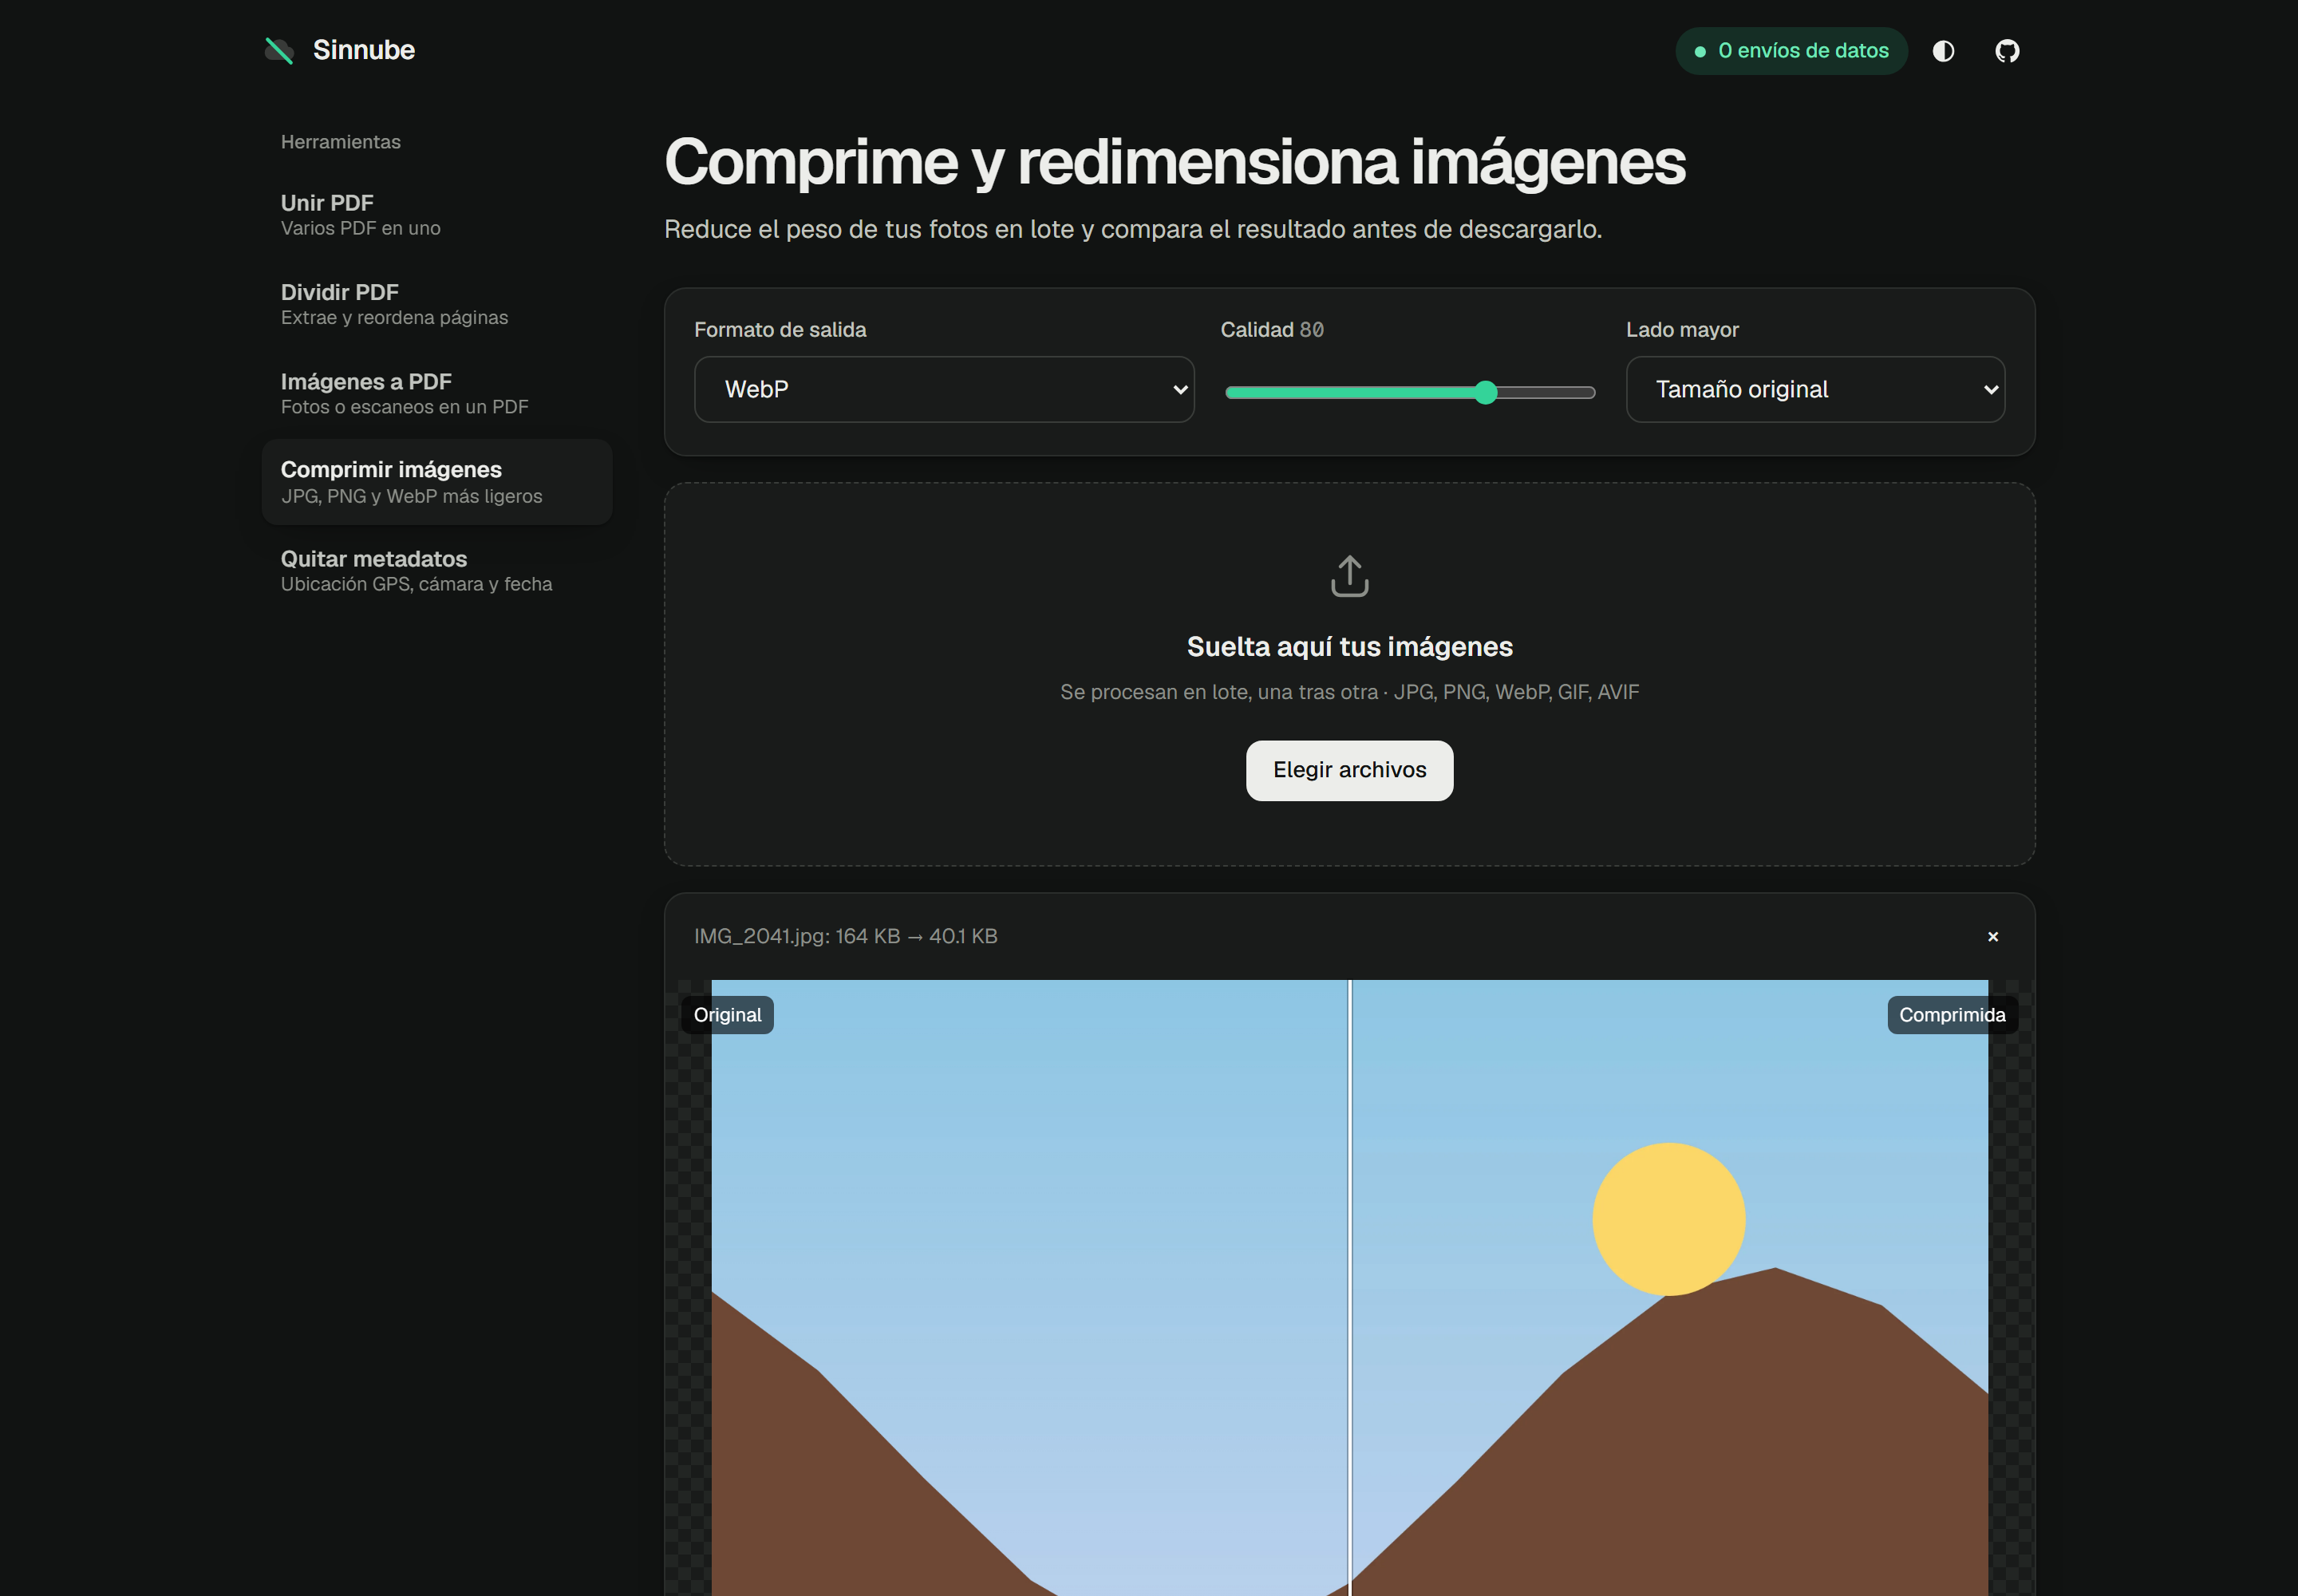 Sinnube
0 envíos de datos
Herramientas
Unir PDF
Varios PDF en uno
Dividir PDF
Extrae y reordena páginas
Imágenes a PDF
Fotos o escaneos en un PDF
Comprimir imágenes
JPG, PNG y WebP más ligeros
Quitar metadatos
Ubicación GPS, cámara y fecha
Comprime y redimensiona imágenes
Reduce el peso de tus fotos en lote y compara el resultado antes de descargarlo.
Formato de salida
WebP
Calidad 80
Lado mayor
Tamaño original
Suelta aquí tus imágenes
Se procesan en lote, una tras otra · JPG, PNG, WebP, GIF, AVIF
Elegir archivos
IMG_2041.jpg: 164 KB → 40.1 KB
×
Original
Comprimida